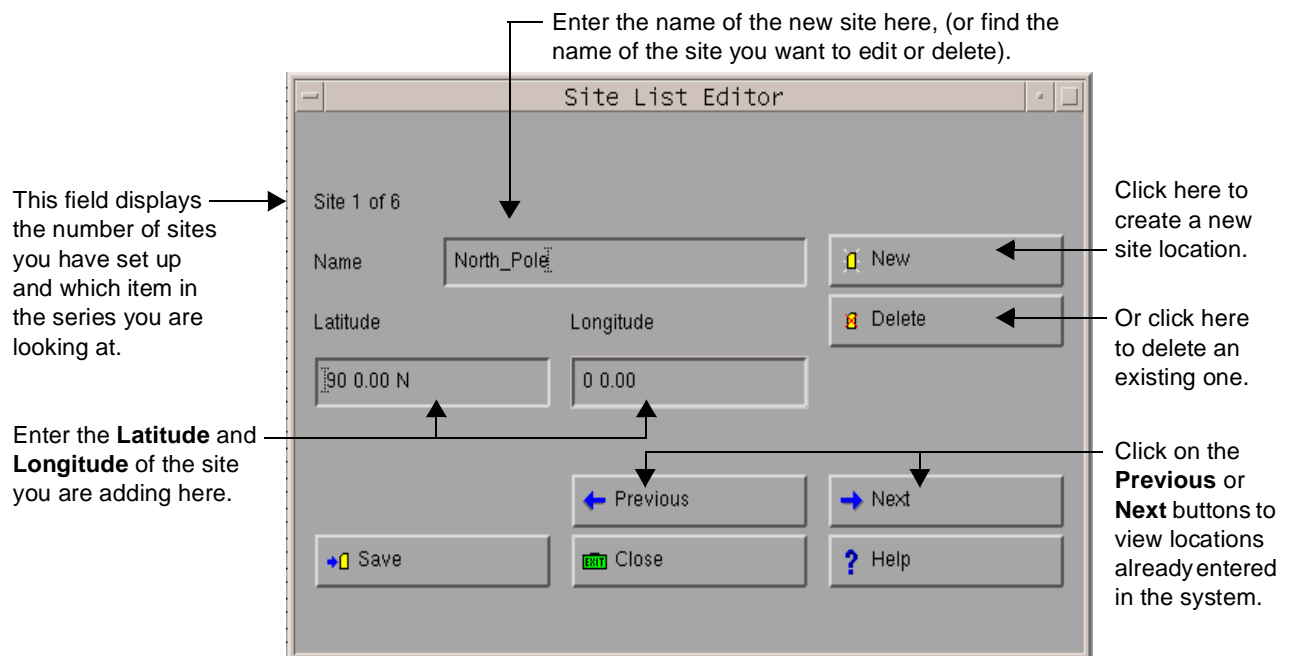 Enter the name of the new site here, (or find the
name of the site you want to edit or delete).
Site List Editor
This field displays
the number of sites
you have set up
and which item in
the series you are
looking at.
Site 1 of 6
Name
North_Pole
New
Click here to
create a new
site location.
Latitude
Longitude
Delete
Or click here
to delete an
existing one.
90 0.00 N
0 0.00
Enter the Latitude and
Longitude of the site
you are adding here.
Previous
Next
Click on the
Previous or
Next buttons to
view locations
already entered
in the system.
Save
EXIT Close
? Help